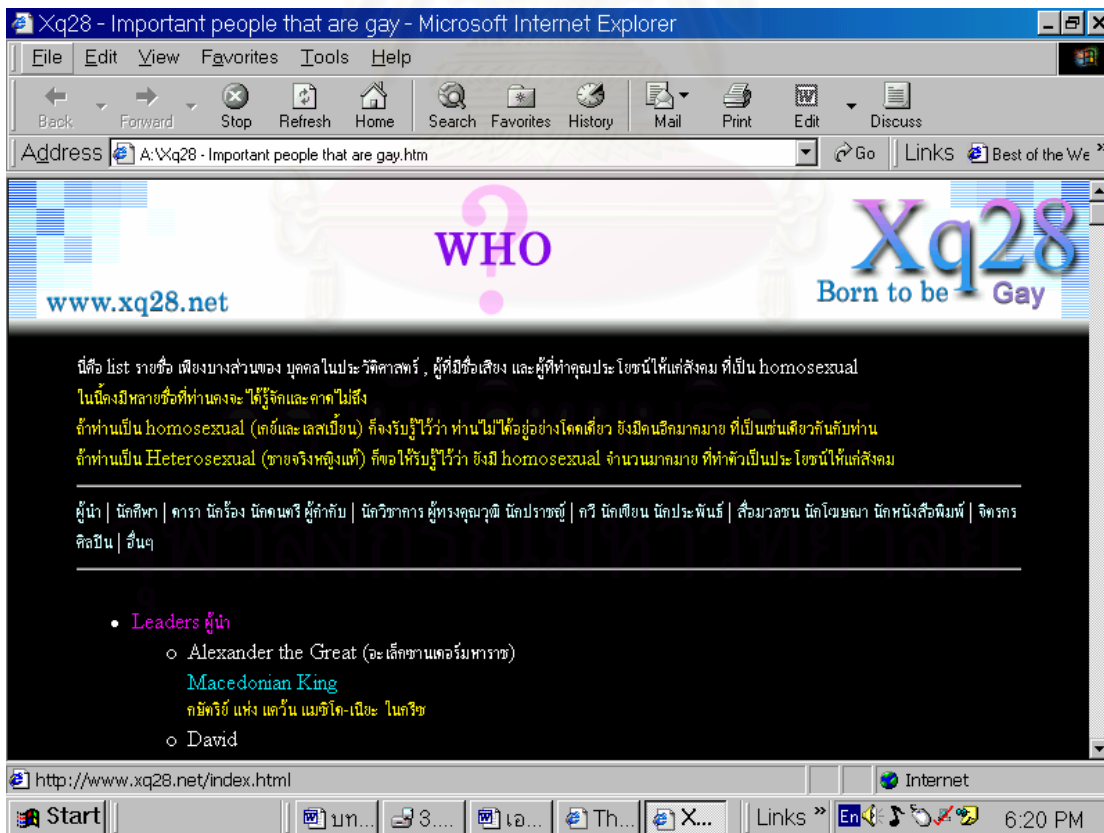 Xq28 - Important people that are gay - Microsoft Internet Explorer
File Edit View Favorites Tools Help
Back Forward Stop Refresh Home Search Favorites History Mail Print Edit Discuss
Address A:\Xq28 - Important people that are gay.htm Go Links Best of the We
?
WHO
www.xq28.net
Xq28
Born to be Gay
นี่คือ list รายชื่อ เพียงบางส่วนของ บุคคลในประวัติศาสตร์ , ผู้ที่มีชื่อเสียง และผู้ที่ทำคุณประโยชน์ให้แก่สังคม ที่เป็น homosexual
ในนี้คงมีหลายชื่อที่ท่านคงจะ ได้รู้จักและคาดไม่ถึง
ถ้าท่านเป็น homosexual (เกย์และเลสเบี้ยน) ก็จงรับรู้ไว้ว่า ท่านไม่ได้อยู่อย่างโดดเดี่ยว ยังมีคนอีกมากมาย ที่เป็นเช่นเดียวกันกับท่าน
ถ้าท่านเป็น Heterosexual (ชายจริงหญิงแท้) ก็ขอให้รับรู้ไว้ว่า ยังมี homosexual จำนวนมากมาย ที่ทำตัวเป็นประโยชน์ให้แก่สังคม
ผู้นำ | นักกีฬา | ดารา นักร้อง นักดนตรี ผู้กำกับ | นักวิชาการ ผู้ทรงคุณวุฒิ นักปราชญ์ | กวี นักเขียน นักประพันธ์ | สื่อมวลชน นักโฆษณา นักหนังสือพิมพ์ | จิตรกร
ศิลปิน | อื่นๆ
• Leaders ผู้นำ
o Alexander the Great (อะเล็กซานเดอร์มหาราช)
Macedonian King
กษัตริย์ แห่ง แคว้น แมซิโด-เนียะ ในกรีซ
o David
http://www.xq28.net/index.html Internet
Start บท... 3.... เอ... Th... X... Links En 6:20 PM